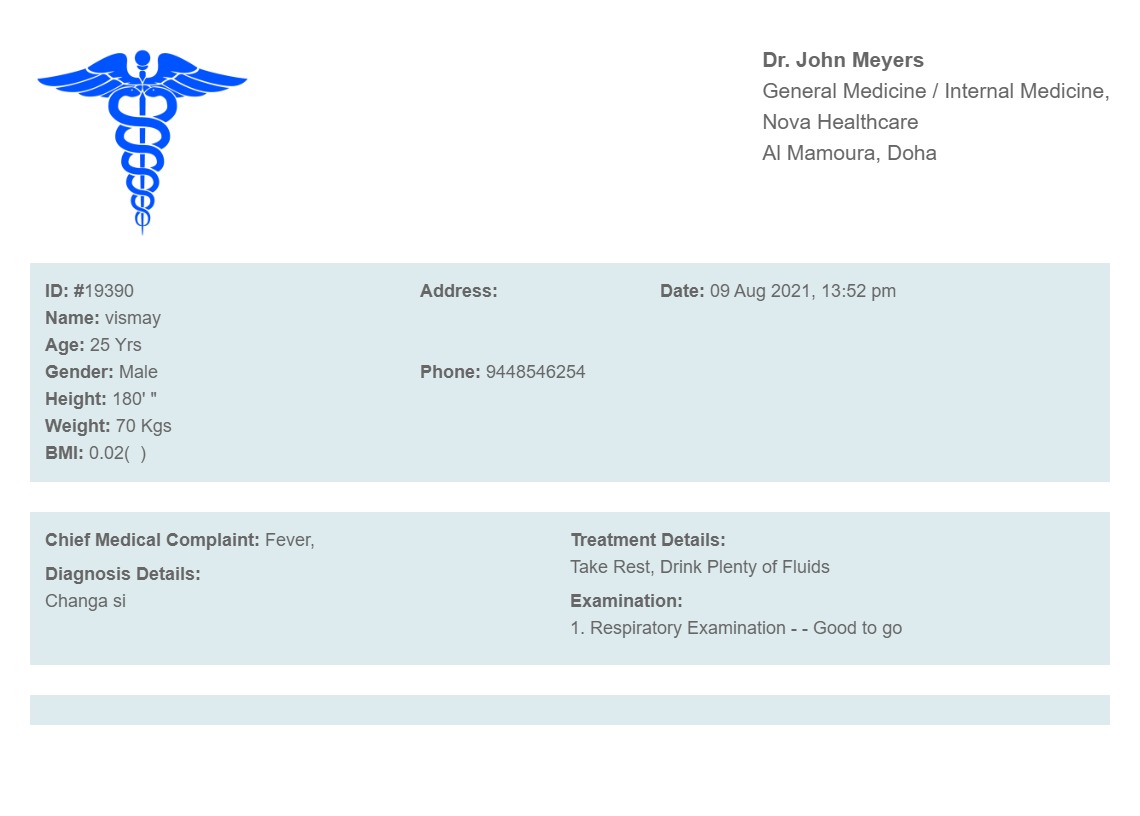 Dr. John Meyers
General Medicine / Internal Medicine,
Nova Healthcare
Al Mamoura, Doha
ID: #19390
Name: vismay
Age: 25 Yrs
Gender: Male
Height: 180' "
Weight: 70 Kgs
BMI: 0.02(  )
Address:
Phone: 9448546254
Date: 09 Aug 2021, 13:52 pm
Chief Medical Complaint: Fever,
Diagnosis Details:
Changa si
Treatment Details:
Take Rest, Drink Plenty of Fluids
Examination:
1. Respiratory Examination - - Good to go